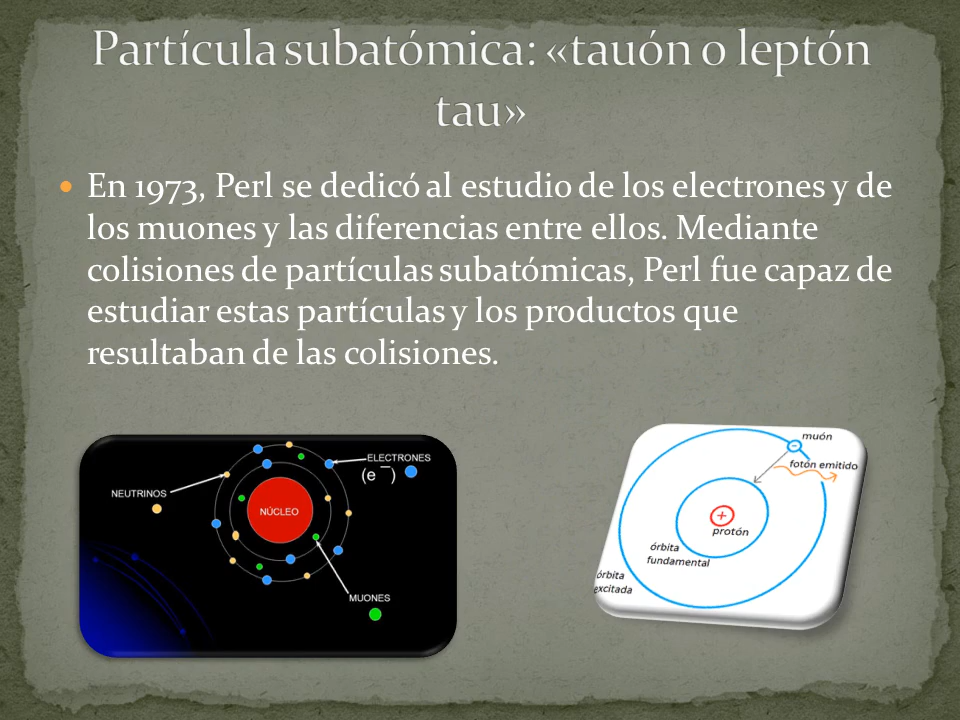 Partícula subatómica: «tauón o leptón
tau»
En 1973, Perl se dedicó al estudio de los electrones y de
los muones y las diferencias entre ellos. Mediante
colisiones de partículas subatómicas, Perl fue capaz de
estudiar estas partículas y los productos que
resultaban de las colisiones.
ELECTRONES
(e⁻)
NEUTRINOS
NÚCLEO
MUONES
muón
fotón emitido
protón
órbita
fundamental
órbita
excitada